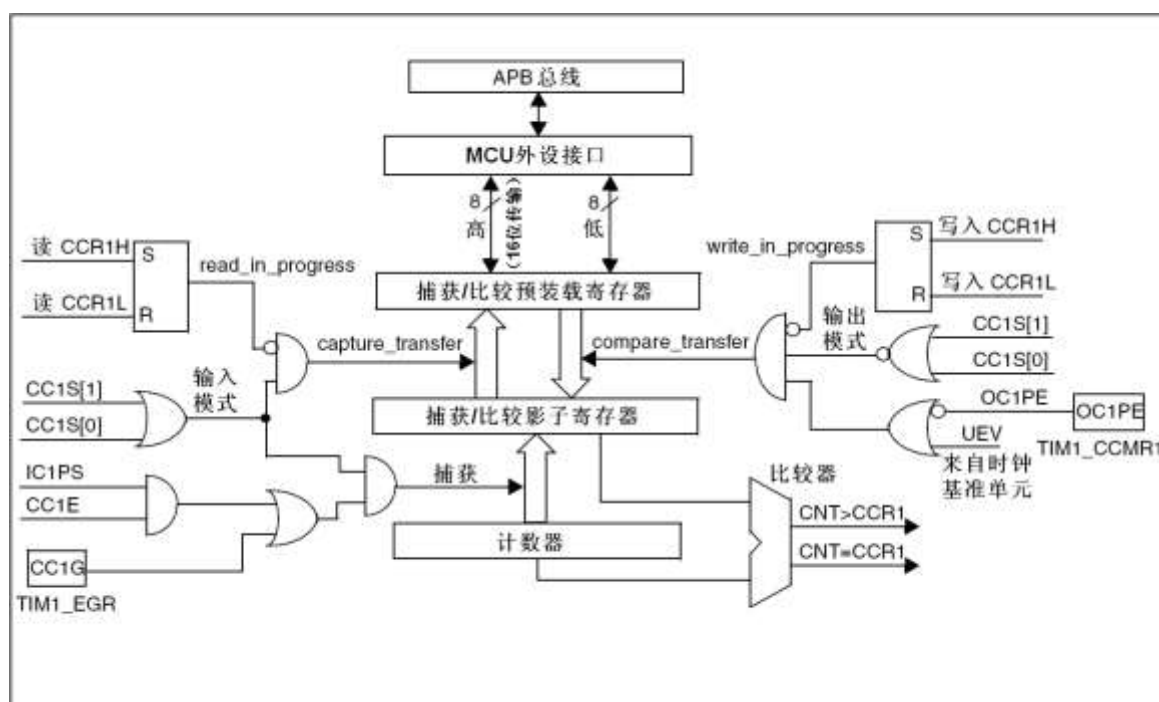 APB 总线
MCU外设接口
8
高
(16位传输)
8
低
读 CCR1H
S
read_in_progress
读 CCR1L
R
捕获/比较预装载寄存器
write_in_progress
S
写入 CCR1H
R
写入 CCR1L
capture_transfer
compare_transfer
输出
模式
CC1S[1]
CC1S[0]
CC1S[1]
CC1S[0]
输入
模式
捕获/比较影子寄存器
OC1PE
OC1PE
UEV
TIM1_CCMR1
来自时钟
基准单元
IC1PS
CC1E
捕获
比较器
计数器
CNT>CCR1
CNT=CCR1
CC1G
TIM1_EGR